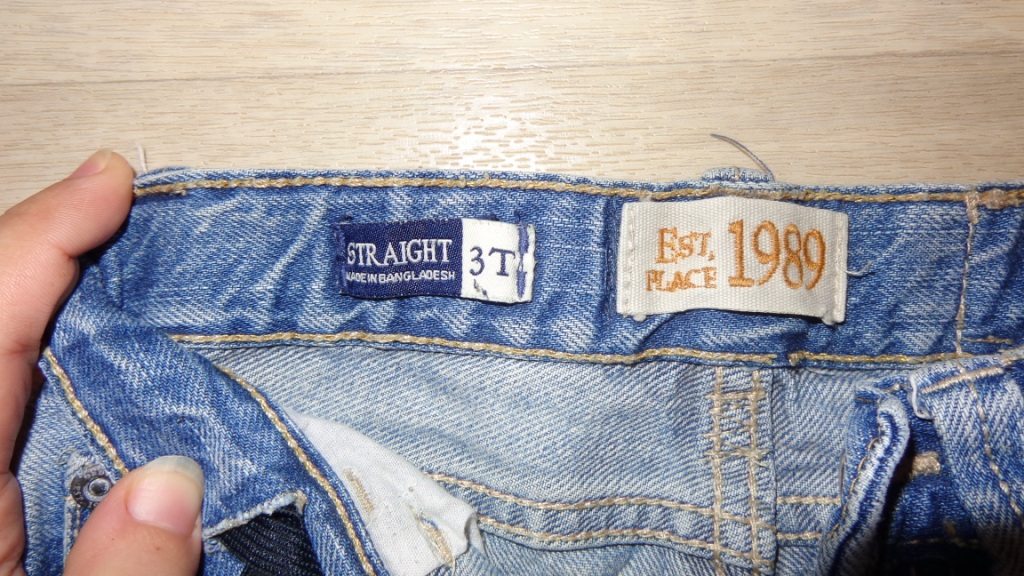 STRAIGHT 3T
MADE IN BANGLADESH
EST. 1989
PLACE